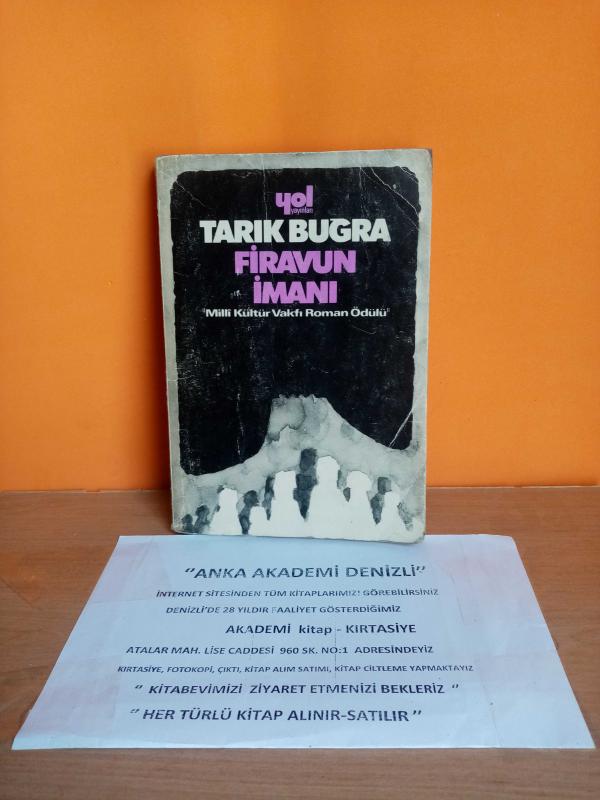 yol
yayınları
TARIK BUĞRA
FİRAVUN
İMANI
"Milli Kültür Vakfı Roman Ödülü"
"ANKA AKADEMİ DENİZLİ"
İNTERNET SİTESİNDEN TÜM KİTAPLARIMIZI GÖREBİLİRSİNİZ
DENİZLİ'DE 28 YILDIR FAALİYET GÖSTERDİĞİMİZ
AKADEMİ kitap - KIRTASİYE
ATALAR MAH. LİSE CADDESİ 960 SK. NO:1 ADRESİNDEYİZ
KIRTASİYE, FOTOKOPİ, ÇIKTI, KİTAP ALIM SATIMI, KİTAP CİLTLEME YAPMAKTAYIZ
" KİTABEVİMİZİ ZİYARET ETMENİZİ BEKLERİZ "
" HER TÜRLÜ KİTAP ALINIR-SATILIR "